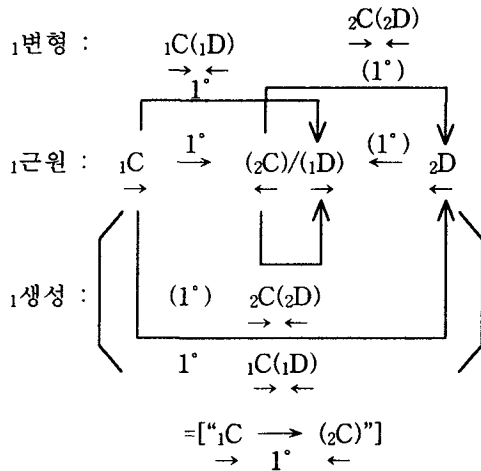 ₂C(₂D)
→ ←
₁변형 : ₁C(₁D) (1˚)
→ ←
1˚
₁근원 : ₁C 1˚ → (₂C)/(₁D) (1˚) ← ₂D
→ ← → ←
₁생성 : (1˚) ₂C(₂D)
→ ←
1˚ ₁C(₁D)
→ ←
=["₁C ⟶ (₂C)"]
→ 1˚ ←